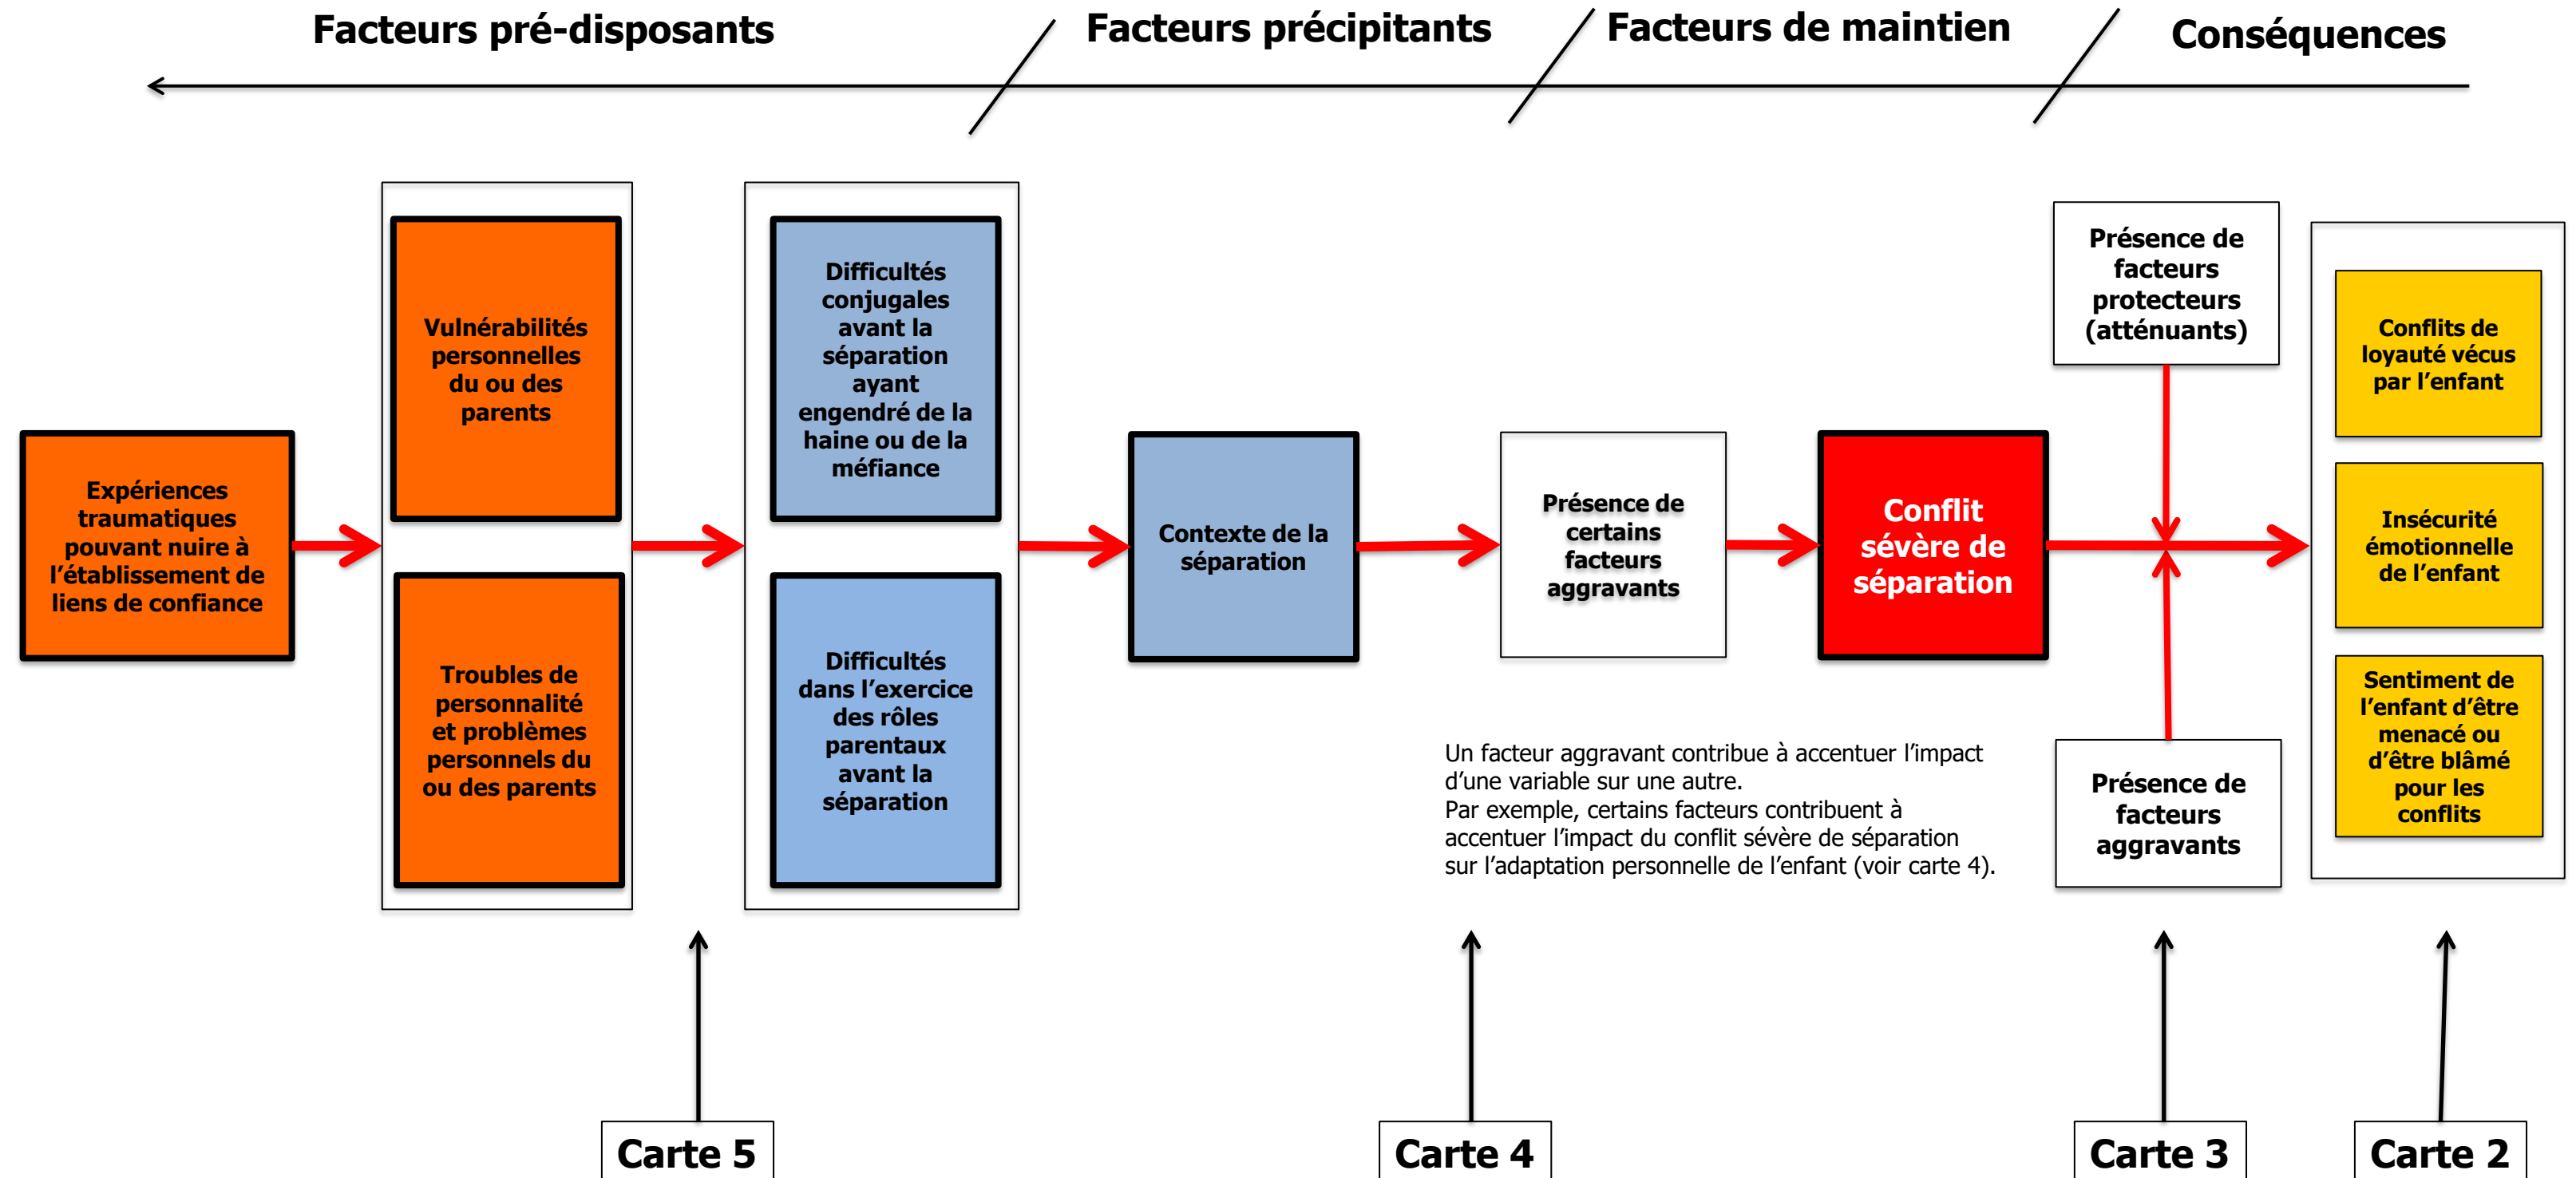 Facteurs pré-disposants
Facteurs précipitants
Facteurs de maintien
Conséquences
Expériences
traumatiques
pouvant nuire à
l’établissement de
liens de confiance
Vulnérabilités
personnelles
du ou des
parents
Troubles de
personnalité
et problèmes
personnels du
ou des parents
Difficultés
conjugales
avant la
séparation
ayant
engendré de la
haine ou de la
méfiance
Difficultés
dans l’exercice
des rôles
parentaux
avant la
séparation
Contexte de la
séparation
Présence de
certains
facteurs
aggravants
Conflit
sévère de
séparation
Présence de
facteurs
protecteurs
(atténuants)
Présence de
facteurs
aggravants
Conflits de
loyauté vécus
par l’enfant
Insécurité
émotionnelle
de l’enfant
Sentiment de
l’enfant d’être
menacé ou
d’être blâmé
pour les
conflits
Un facteur aggravant contribue à accentuer l’impact
d’une variable sur une autre.
Par exemple, certains facteurs contribuent à
accentuer l’impact du conflit sévère de séparation
sur l’adaptation personnelle de l’enfant (voir carte 4).
Carte 5
Carte 4
Carte 3
Carte 2